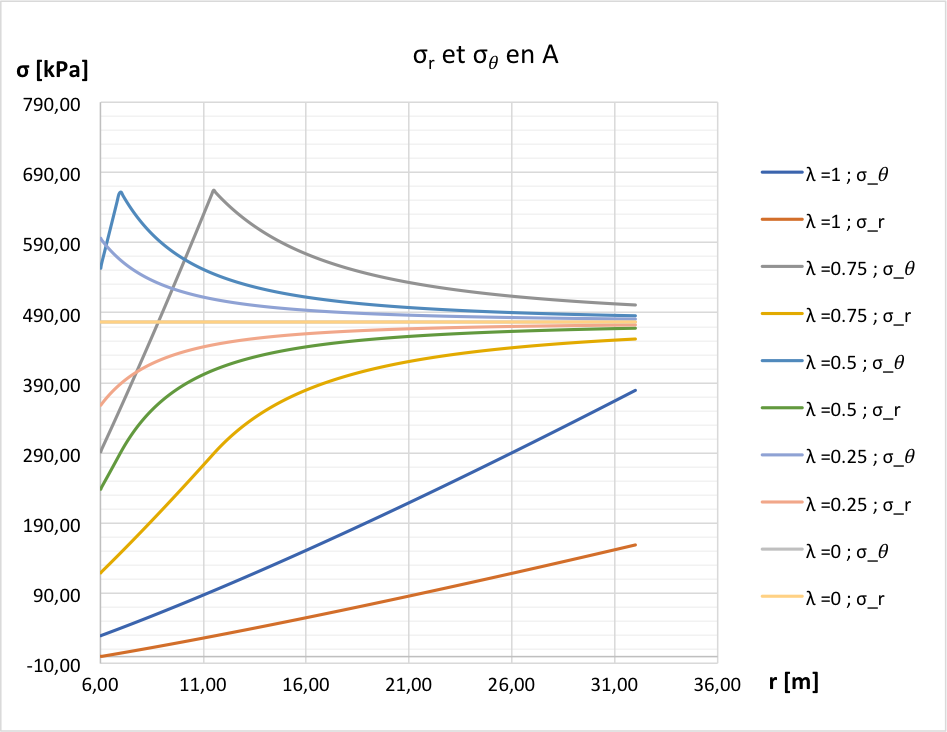 σr et σθ en A
σ [kPa]
790,00
690,00
590,00
490,00
390,00
290,00
190,00
90,00
-10,00
6,00 11,00 16,00 21,00 26,00 31,00 36,00
r [m]
λ =1 ; σ_θ
λ =1 ; σ_r
λ =0.75 ; σ_θ
λ =0.75 ; σ_r
λ =0.5 ; σ_θ
λ =0.5 ; σ_r
λ =0.25 ; σ_θ
λ =0.25 ; σ_r
λ =0 ; σ_θ
λ =0 ; σ_r